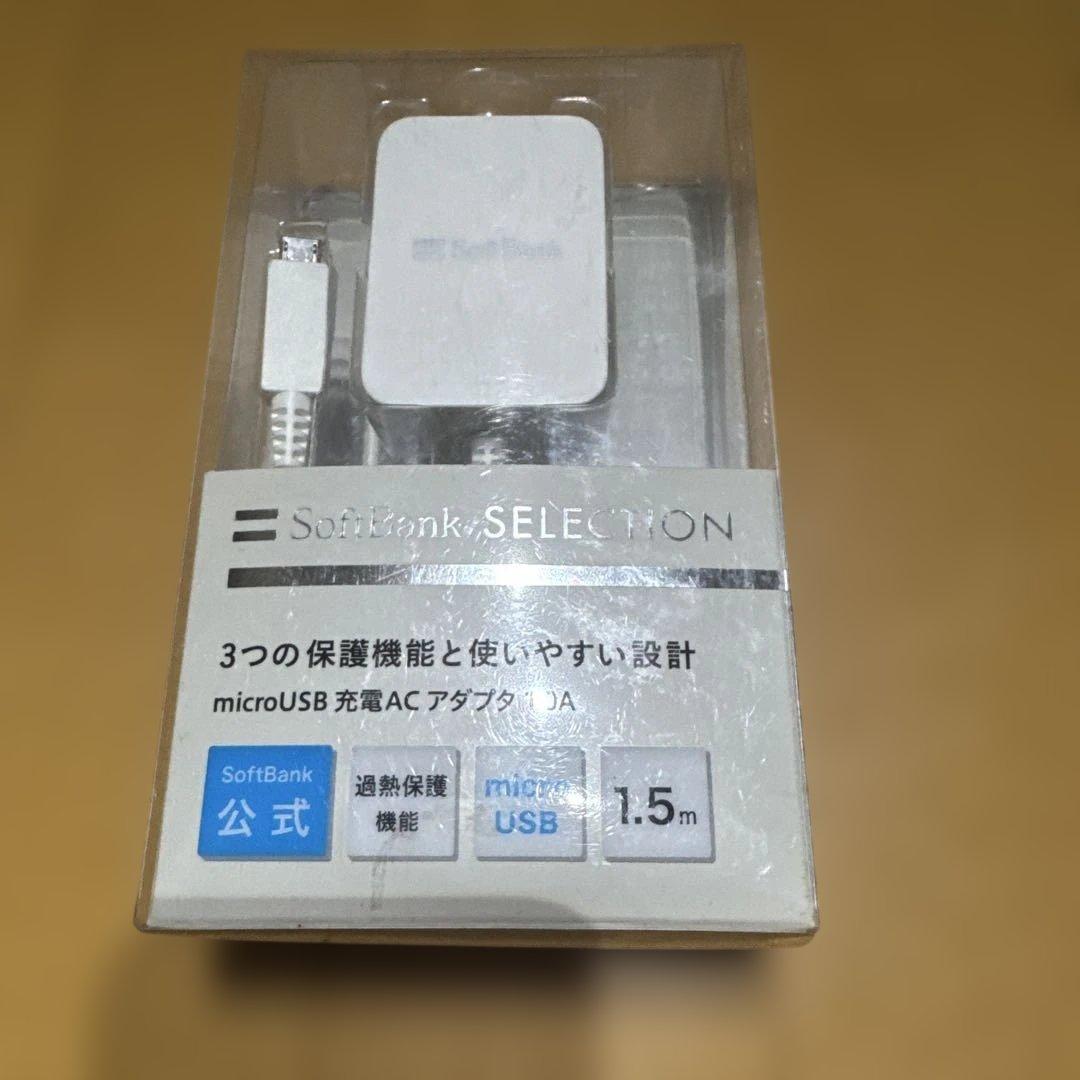 SoftBank
SoftBank SELECTION
3つの保護機能と使いやすい設計
microUSB 充電AC アダプタ 1.0A
SoftBank
公式
過熱保護
機能
micro
USB
1.5m